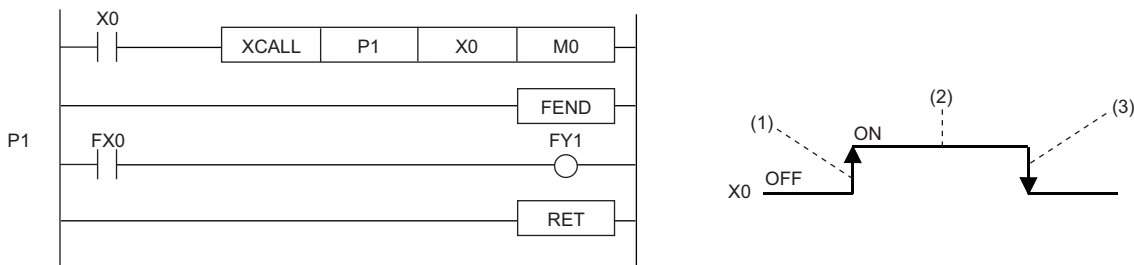 X0
XCALL P1 X0 M0
FEND
P1 FX0 FY1
RET
(1) (2) (3)
ON
OFF
X0